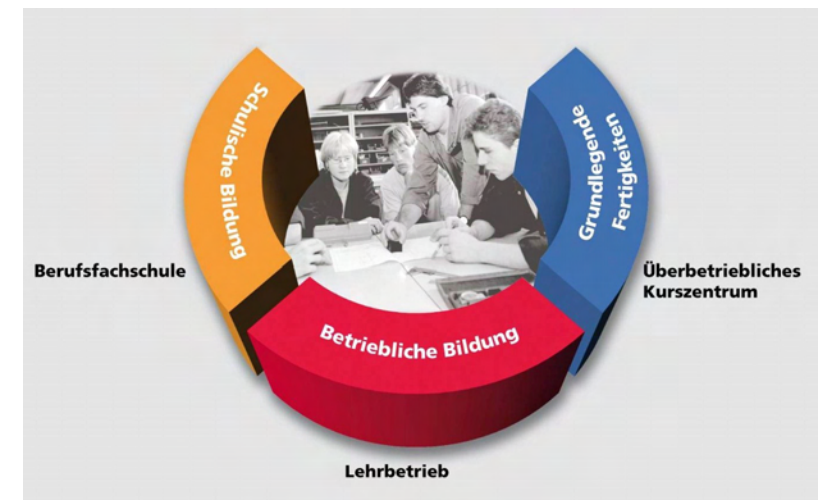 Schulische Bildung
Grundlegende
Fertigkeiten
Berufsfachschule
Überbetriebliches
Kurszentrum
Betriebliche Bildung
Lehrbetrieb